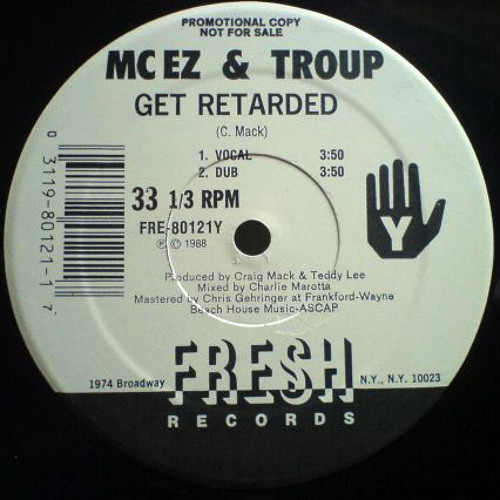 PROMOTIONAL COPY
NOT FOR SALE
MC EZ & TROUP
GET RETARDED
(C. Mack)
1. VOCAL 3:50
2. DUB 3:50
33 1/3 RPM
FRE-80121Y
Ⓟ © 1988
0 3119-80121-1 7
Y
Produced by Craig Mack & Teddy Lee
Mixed by Charlie Marotta
Mastered by Chris Gehringer at Frankford-Wayne
Beach House Music-ASCAP
FRESH
1974 Broadway N.Y., N.Y. 10023
RECORDS